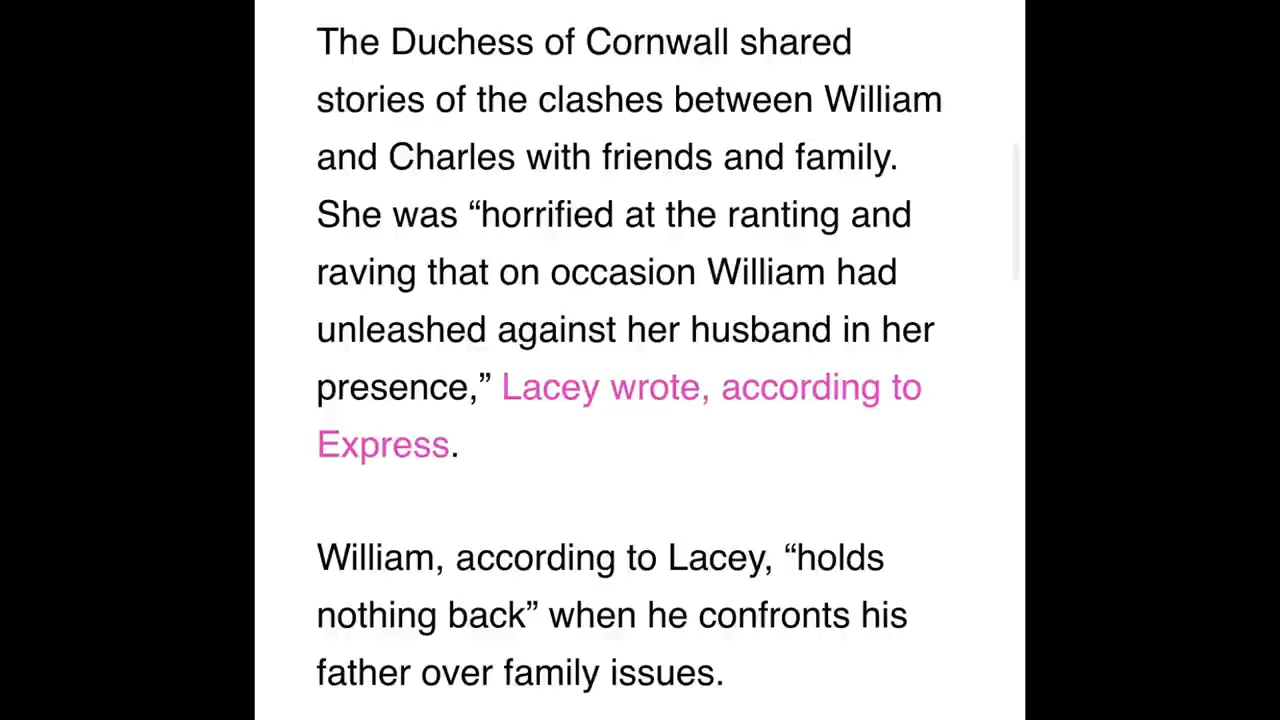 The Duchess of Cornwall shared
stories of the clashes between William
and Charles with friends and family.
She was “horrified at the ranting and
raving that on occasion William had
unleashed against her husband in her
presence,” Lacey wrote, according to
Express.
William, according to Lacey, “holds
nothing back” when he confronts his
father over family issues.